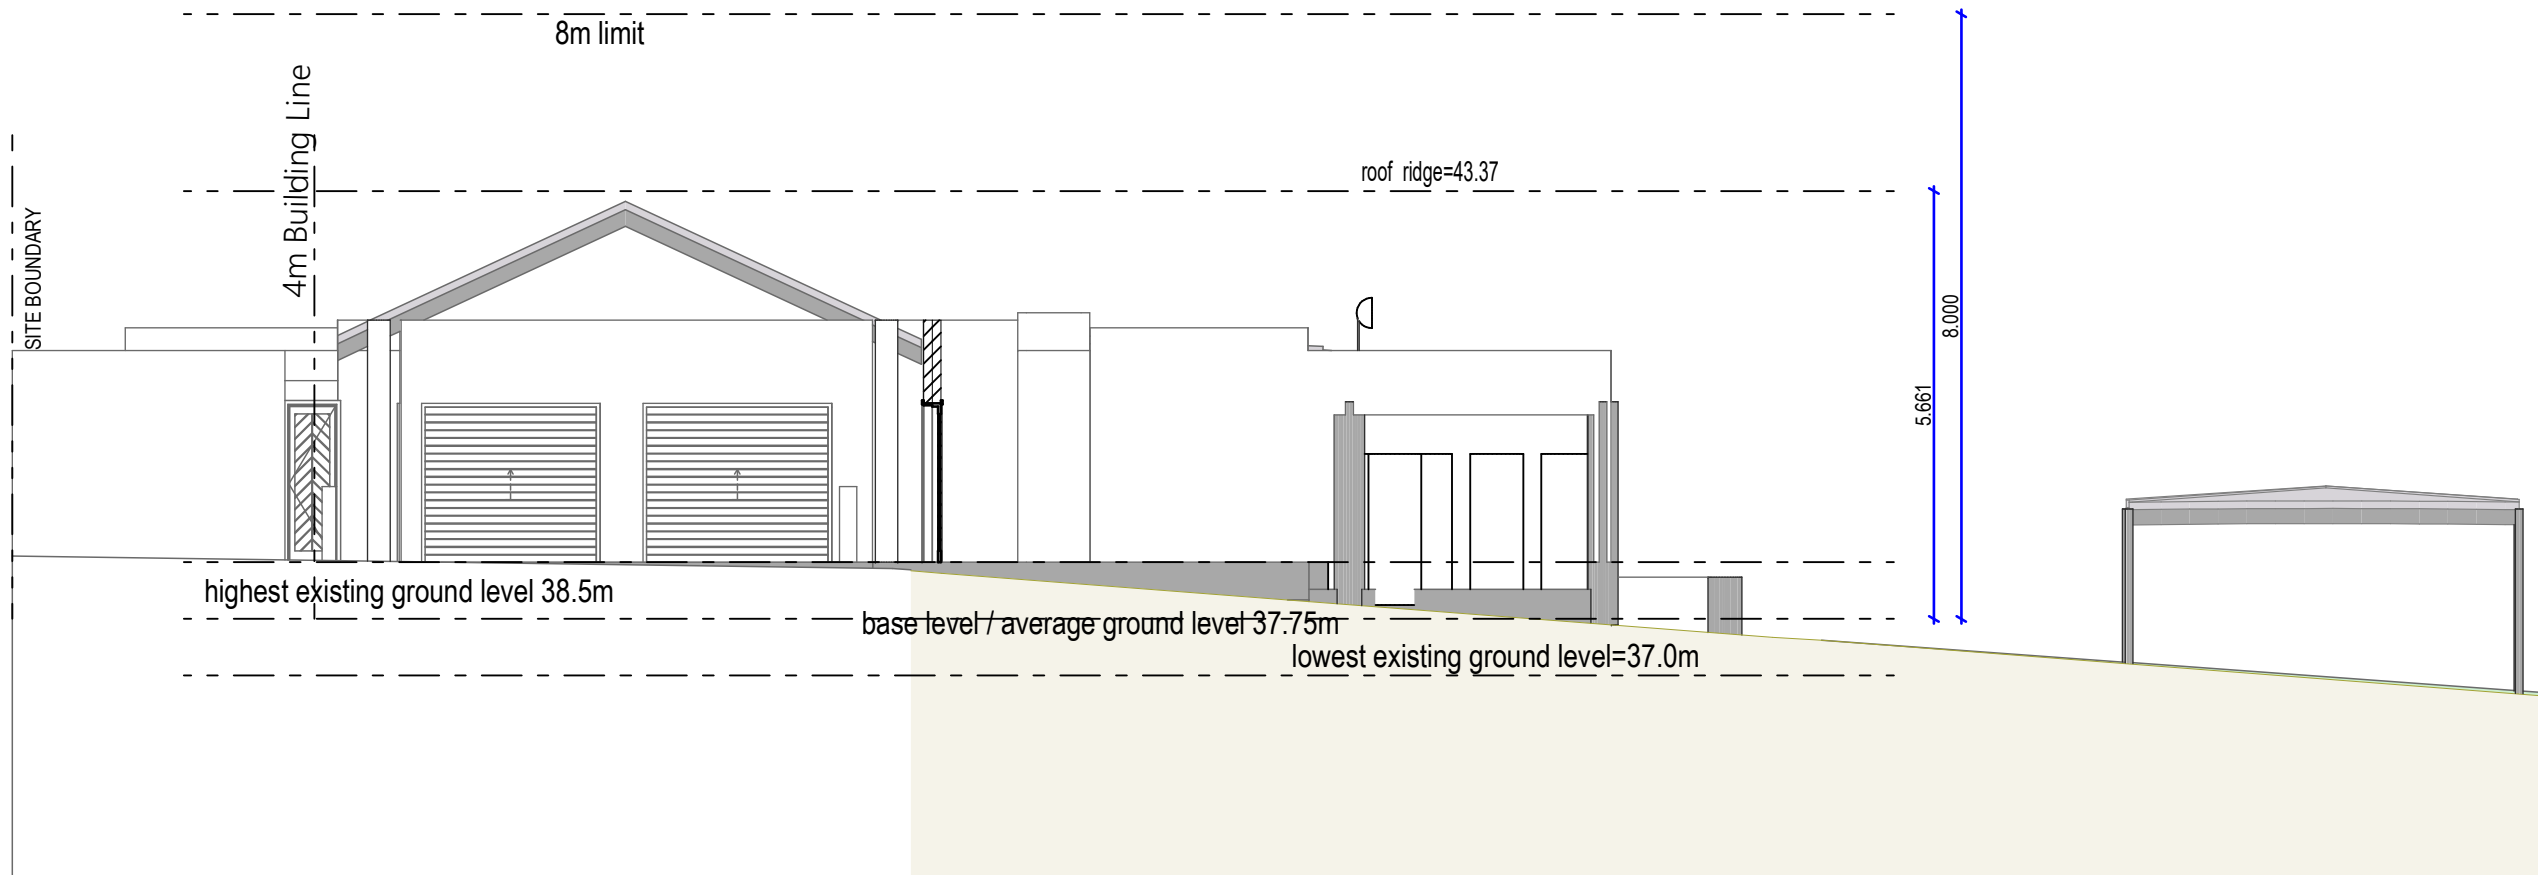 8m limit
4m Building Line
roof ridge=43.37
SITE BOUNDARY
8.000
5.661
highest existing ground level 38.5m
base level / average ground level 37.75m
lowest existing ground level=37.0m